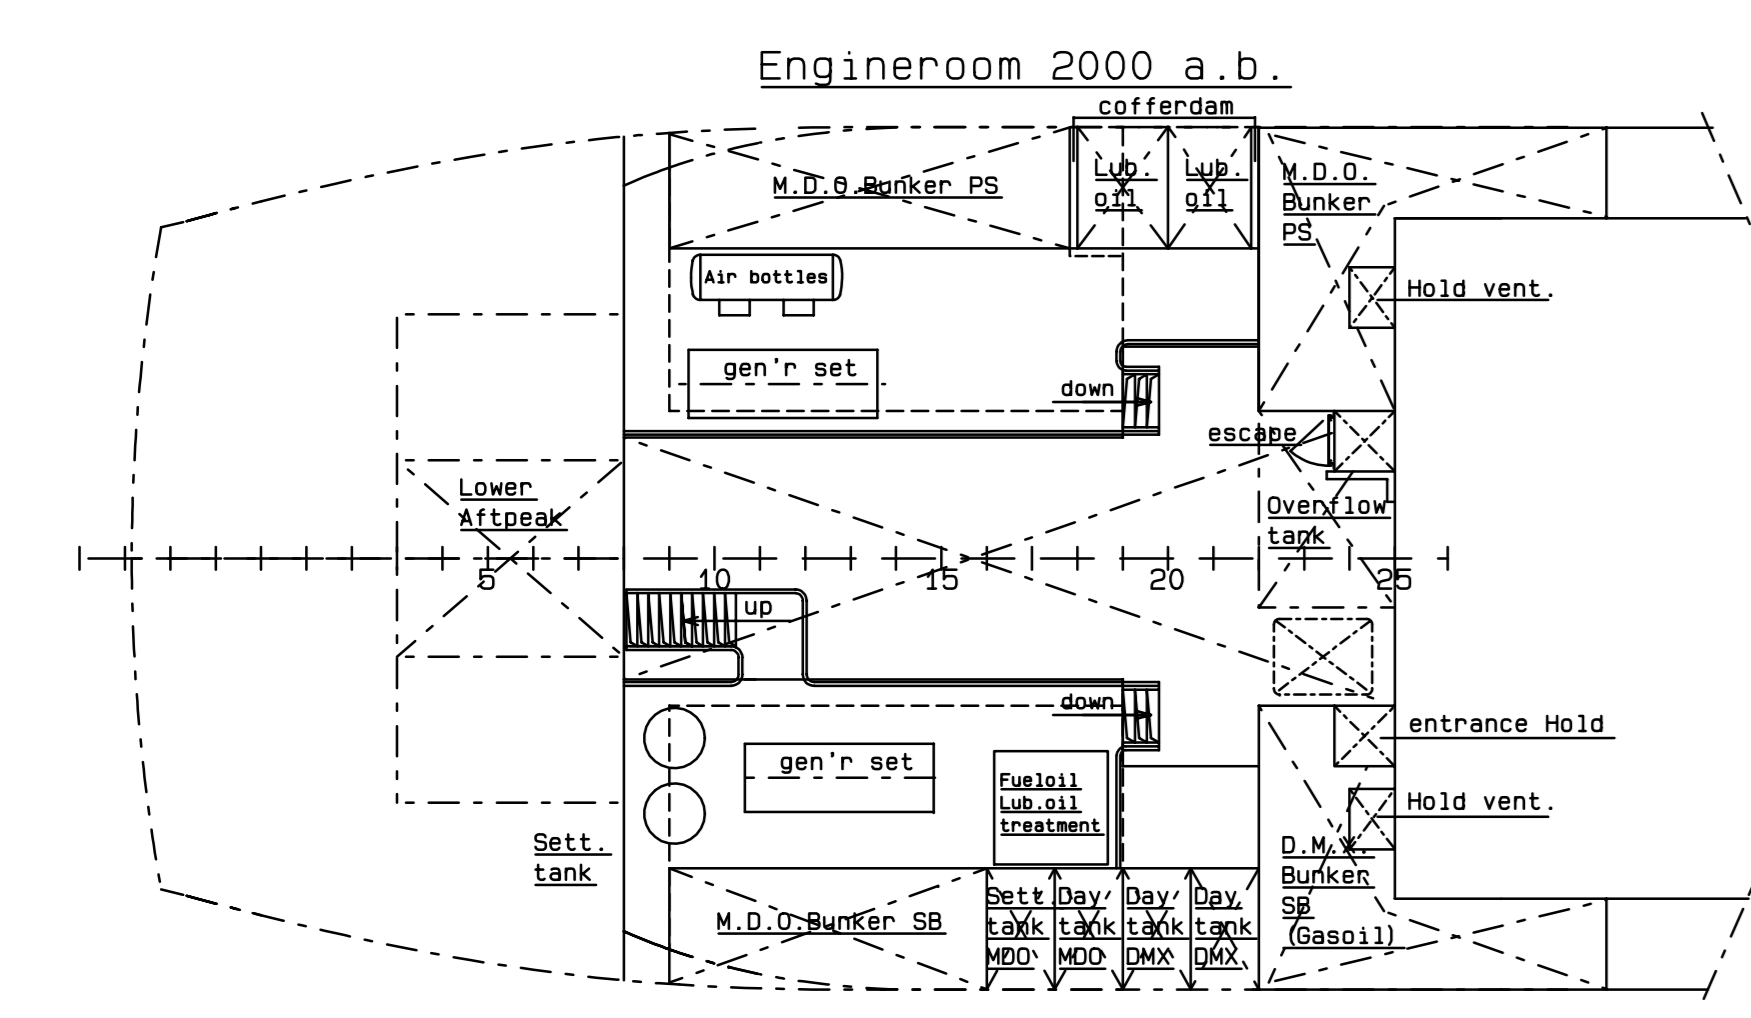 Engineroom 2000 a.b.
cofferdam
M.D.O.Bunker PS
Lub.
oil
Lub.
oil
M.D.O.
Bunker
PS
Air bottles
Hold vent.
gen'r set
down
escape
Lower
Aftpeak
Overflow
tank
5
10
15
20
25
up
down
entrance Hold
gen'r set
Fueloil
Lub.oil
treatment
Hold vent.
Sett.
tank
D.M.
Bunker
SB
(Gasoil)
M.D.O.Bunker SB
Sett.
tank
MDO
Day
tank
MDO
Day
tank
DMX
Day
tank
DMX